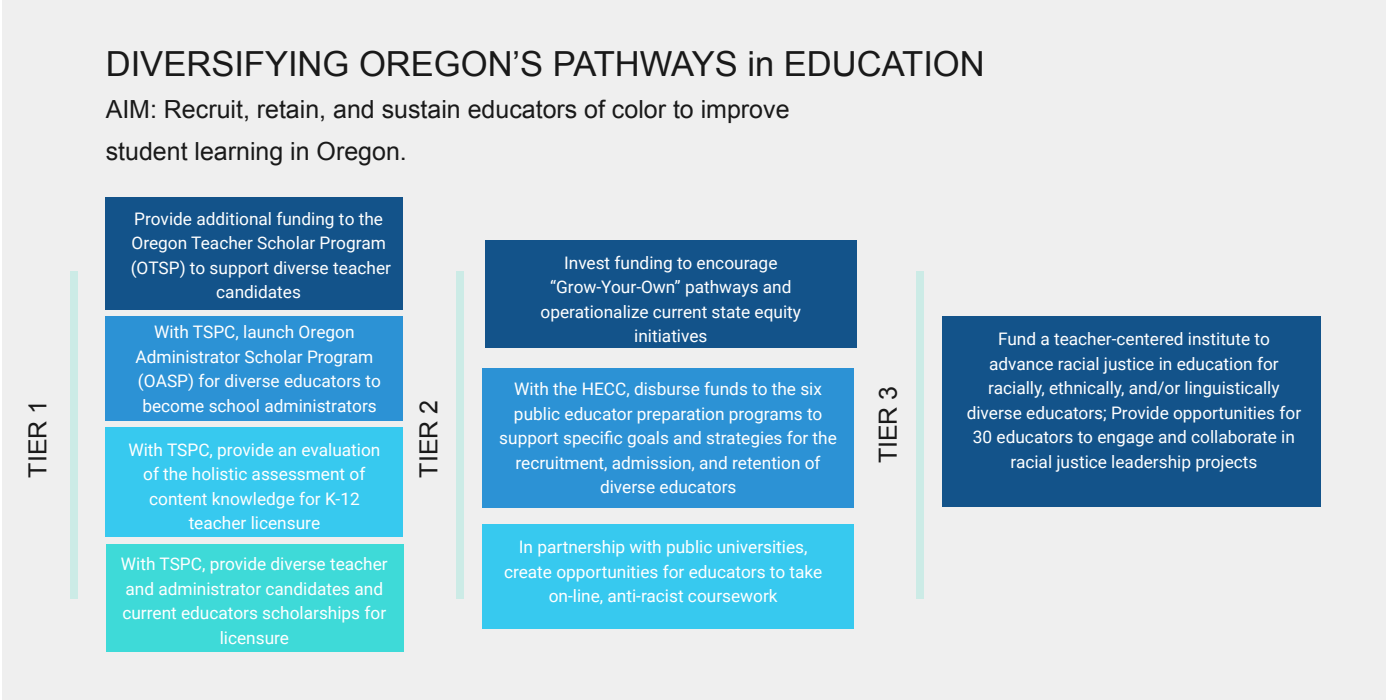 DIVERSIFYING OREGON’S PATHWAYS in EDUCATION
AIM: Recruit, retain, and sustain educators of color to improve
student learning in Oregon.
TIER 1
Provide additional funding to the
Oregon Teacher Scholar Program
(OTSP) to support diverse teacher
candidates
With TSPC, launch Oregon
Administrator Scholar Program
(OASP) for diverse educators to
become school administrators
With TSPC, provide an evaluation
of the holistic assessment of
content knowledge for K-12
teacher licensure
With TSPC, provide diverse teacher
and administrator candidates and
current educators scholarships for
licensure
TIER 2
Invest funding to encourage
“Grow-Your-Own” pathways and
operationalize current state equity
initiatives
With the HECC, disburse funds to the six
public educator preparation programs to
support specific goals and strategies for the
recruitment, admission, and retention of
diverse educators
In partnership with public universities,
create opportunities for educators to take
on-line, anti-racist coursework
TIER 3
Fund a teacher-centered institute to
advance racial justice in education for
racially, ethnically, and/or linguistically
diverse educators; Provide opportunities for
30 educators to engage and collaborate in
racial justice leadership projects